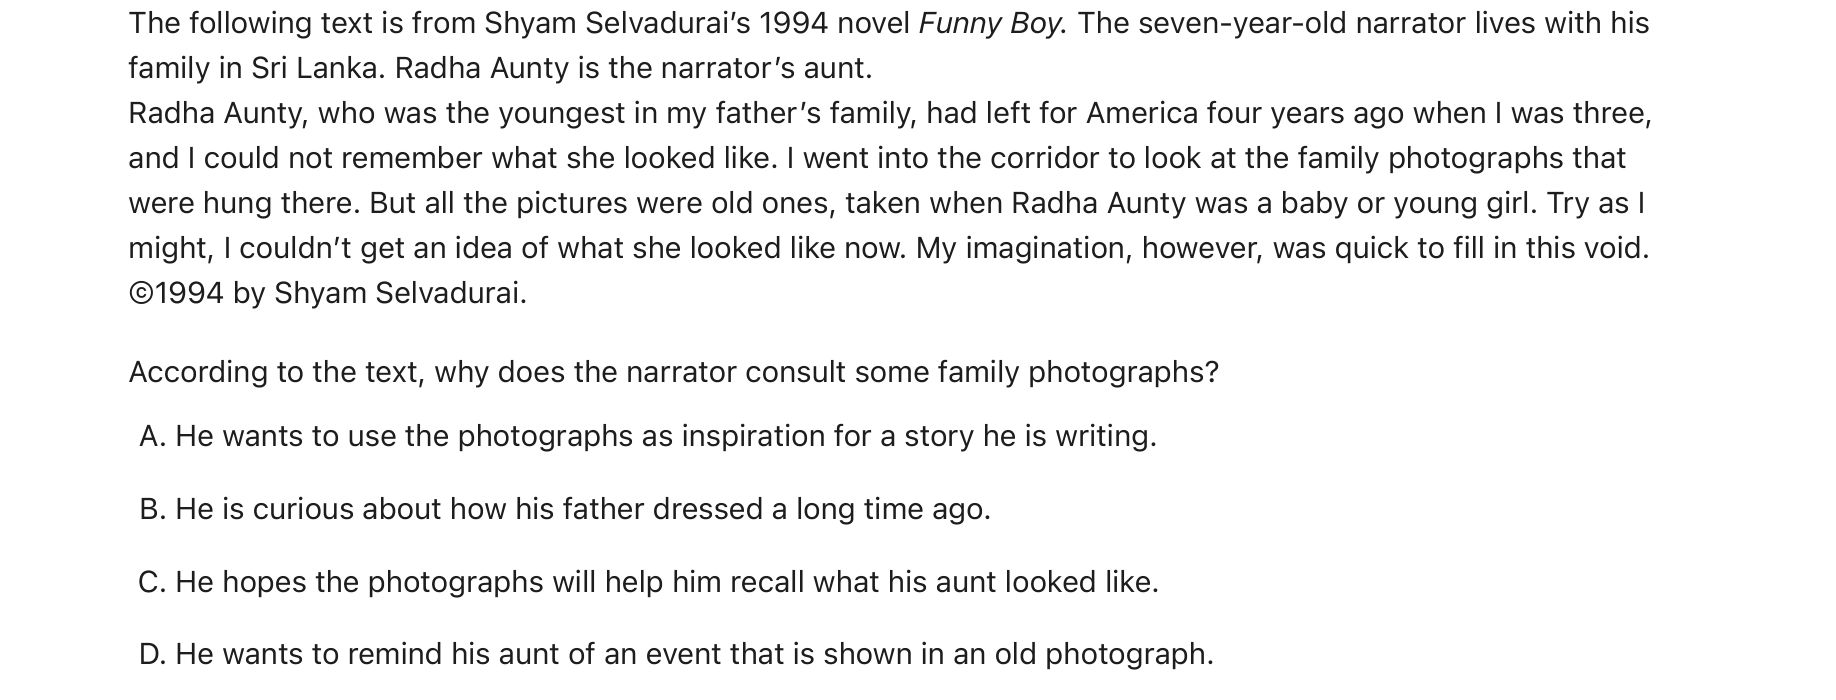 The following text is from Shyam Selvadurai’s 1994 novel Funny Boy. The seven-year-old narrator lives with his
family in Sri Lanka. Radha Aunty is the narrator’s aunt.
Radha Aunty, who was the youngest in my father’s family, had left for America four years ago when I was three,
and I could not remember what she looked like. I went into the corridor to look at the family photographs that
were hung there. But all the pictures were old ones, taken when Radha Aunty was a baby or young girl. Try as I
might, I couldn’t get an idea of what she looked like now. My imagination, however, was quick to fill in this void.
©1994 by Shyam Selvadurai.
According to the text, why does the narrator consult some family photographs?
A. He wants to use the photographs as inspiration for a story he is writing.
B. He is curious about how his father dressed a long time ago.
C. He hopes the photographs will help him recall what his aunt looked like.
D. He wants to remind his aunt of an event that is shown in an old photograph.